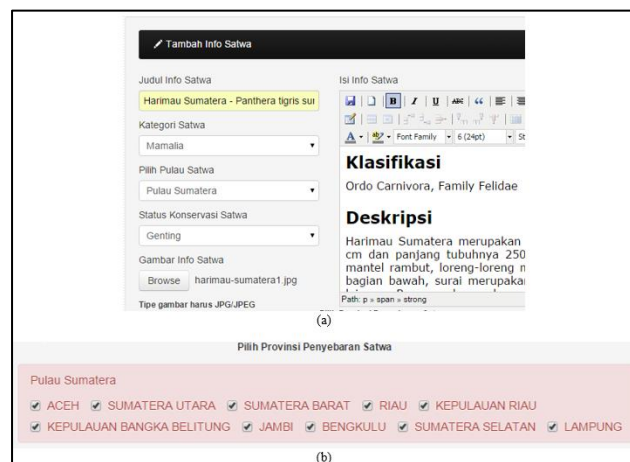 Tambah Info Satwa
Judul Info Satwa
Harimau Sumatera - Panthera tigris sur
Kategori Satwa
Mamalia
Pilih Pulau Satwa
Pulau Sumatera
Status Konservasi Satwa
Genting
Gambar Info Satwa
Browse harimau-sumatera1.jpg
Tipe gambar harus JPG/JPEG
Isi Info Satwa
B I U ABC
Font Family 6 (24pt) St
Klasifikasi
Ordo Carnivora, Family Felidae
Deskripsi
Harimau Sumatera merupakan
cm dan panjang tubuhnya 250
mantel rambut, loreng-loreng m
bagian bawah, surai merupakan
Path: p » span » strong
(a)
Pilih Provinsi Penyebaran Satwa
Pulau Sumatera
ACEH SUMATERA UTARA SUMATERA BARAT RIAU KEPULAUAN RIAU
KEPULAUAN BANGKA BELITUNG JAMBI BENGKULU SUMATERA SELATAN LAMPUNG
(b)